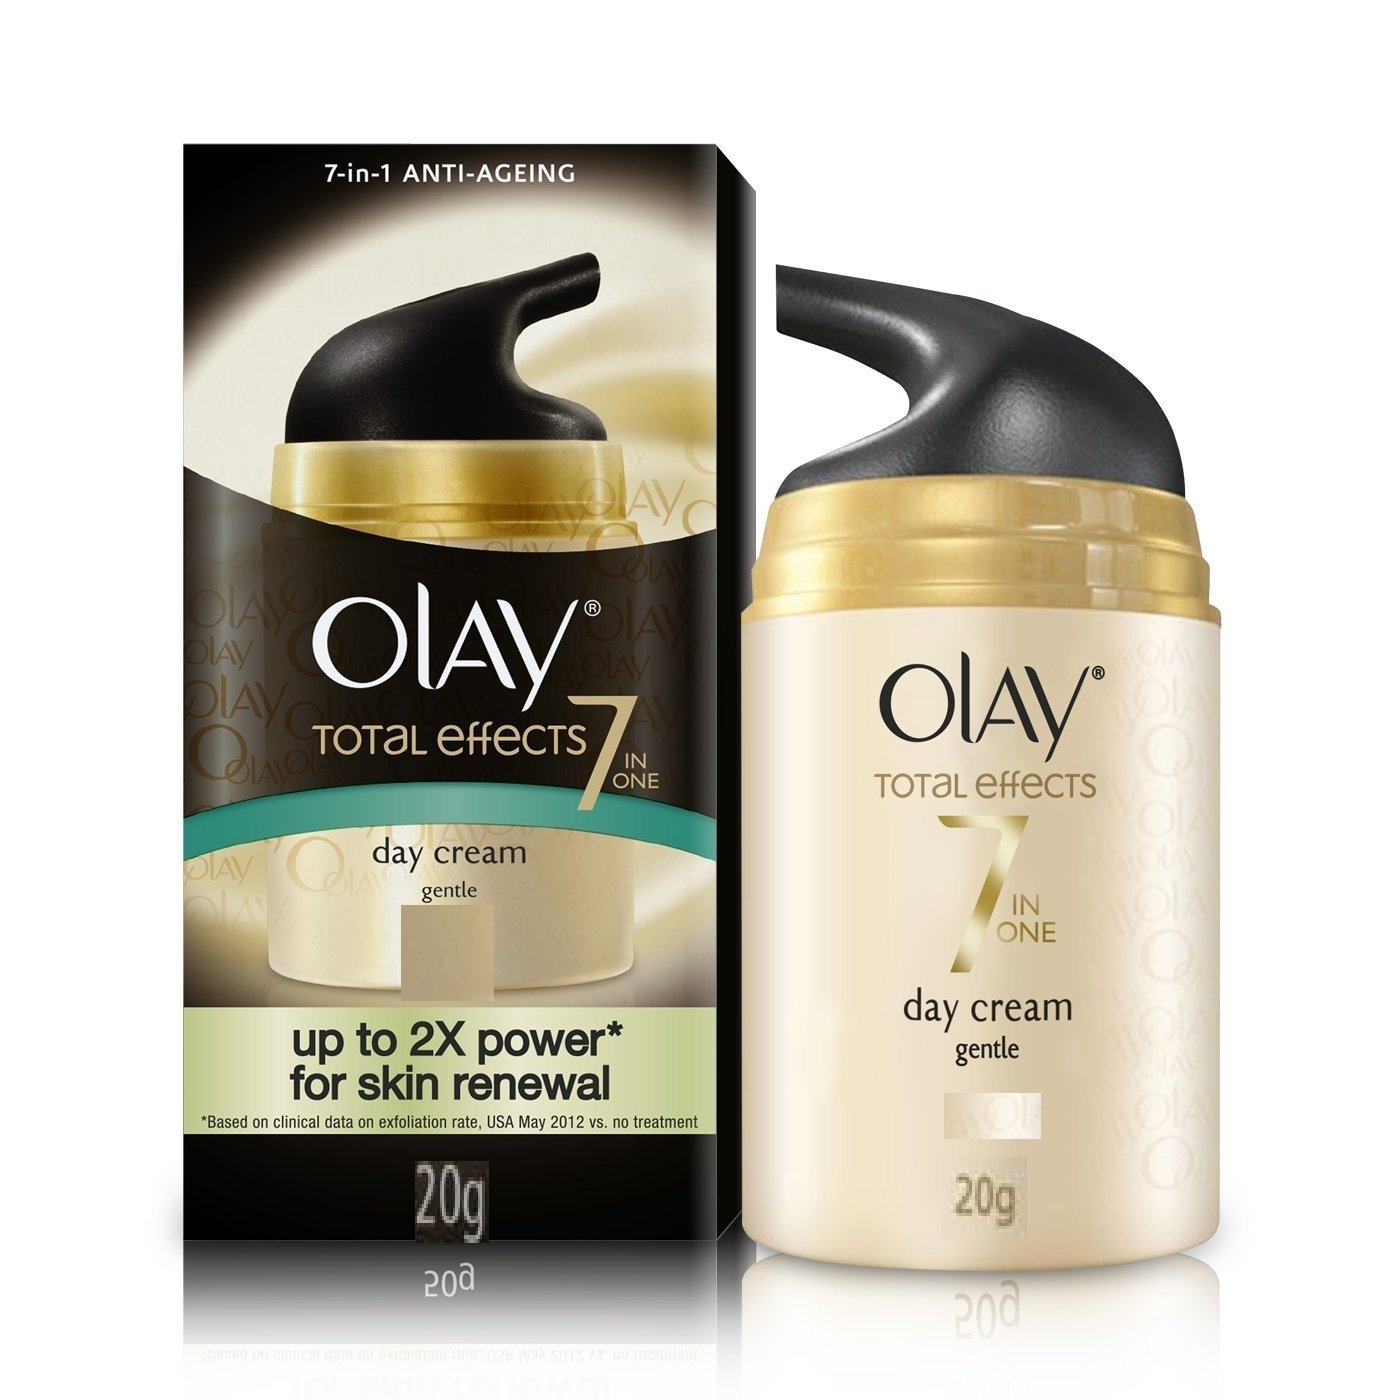 7-in-1 ANTI-AGEING
OLAY®
TOTAL effects 7 IN ONE
day cream
gentle
up to 2X power*
for skin renewal
*Based on clinical data on exfoliation rate, USA May 2012 vs. no treatment
20g
OLAY®
TOTAL effects
7 IN ONE
day cream
gentle
20g